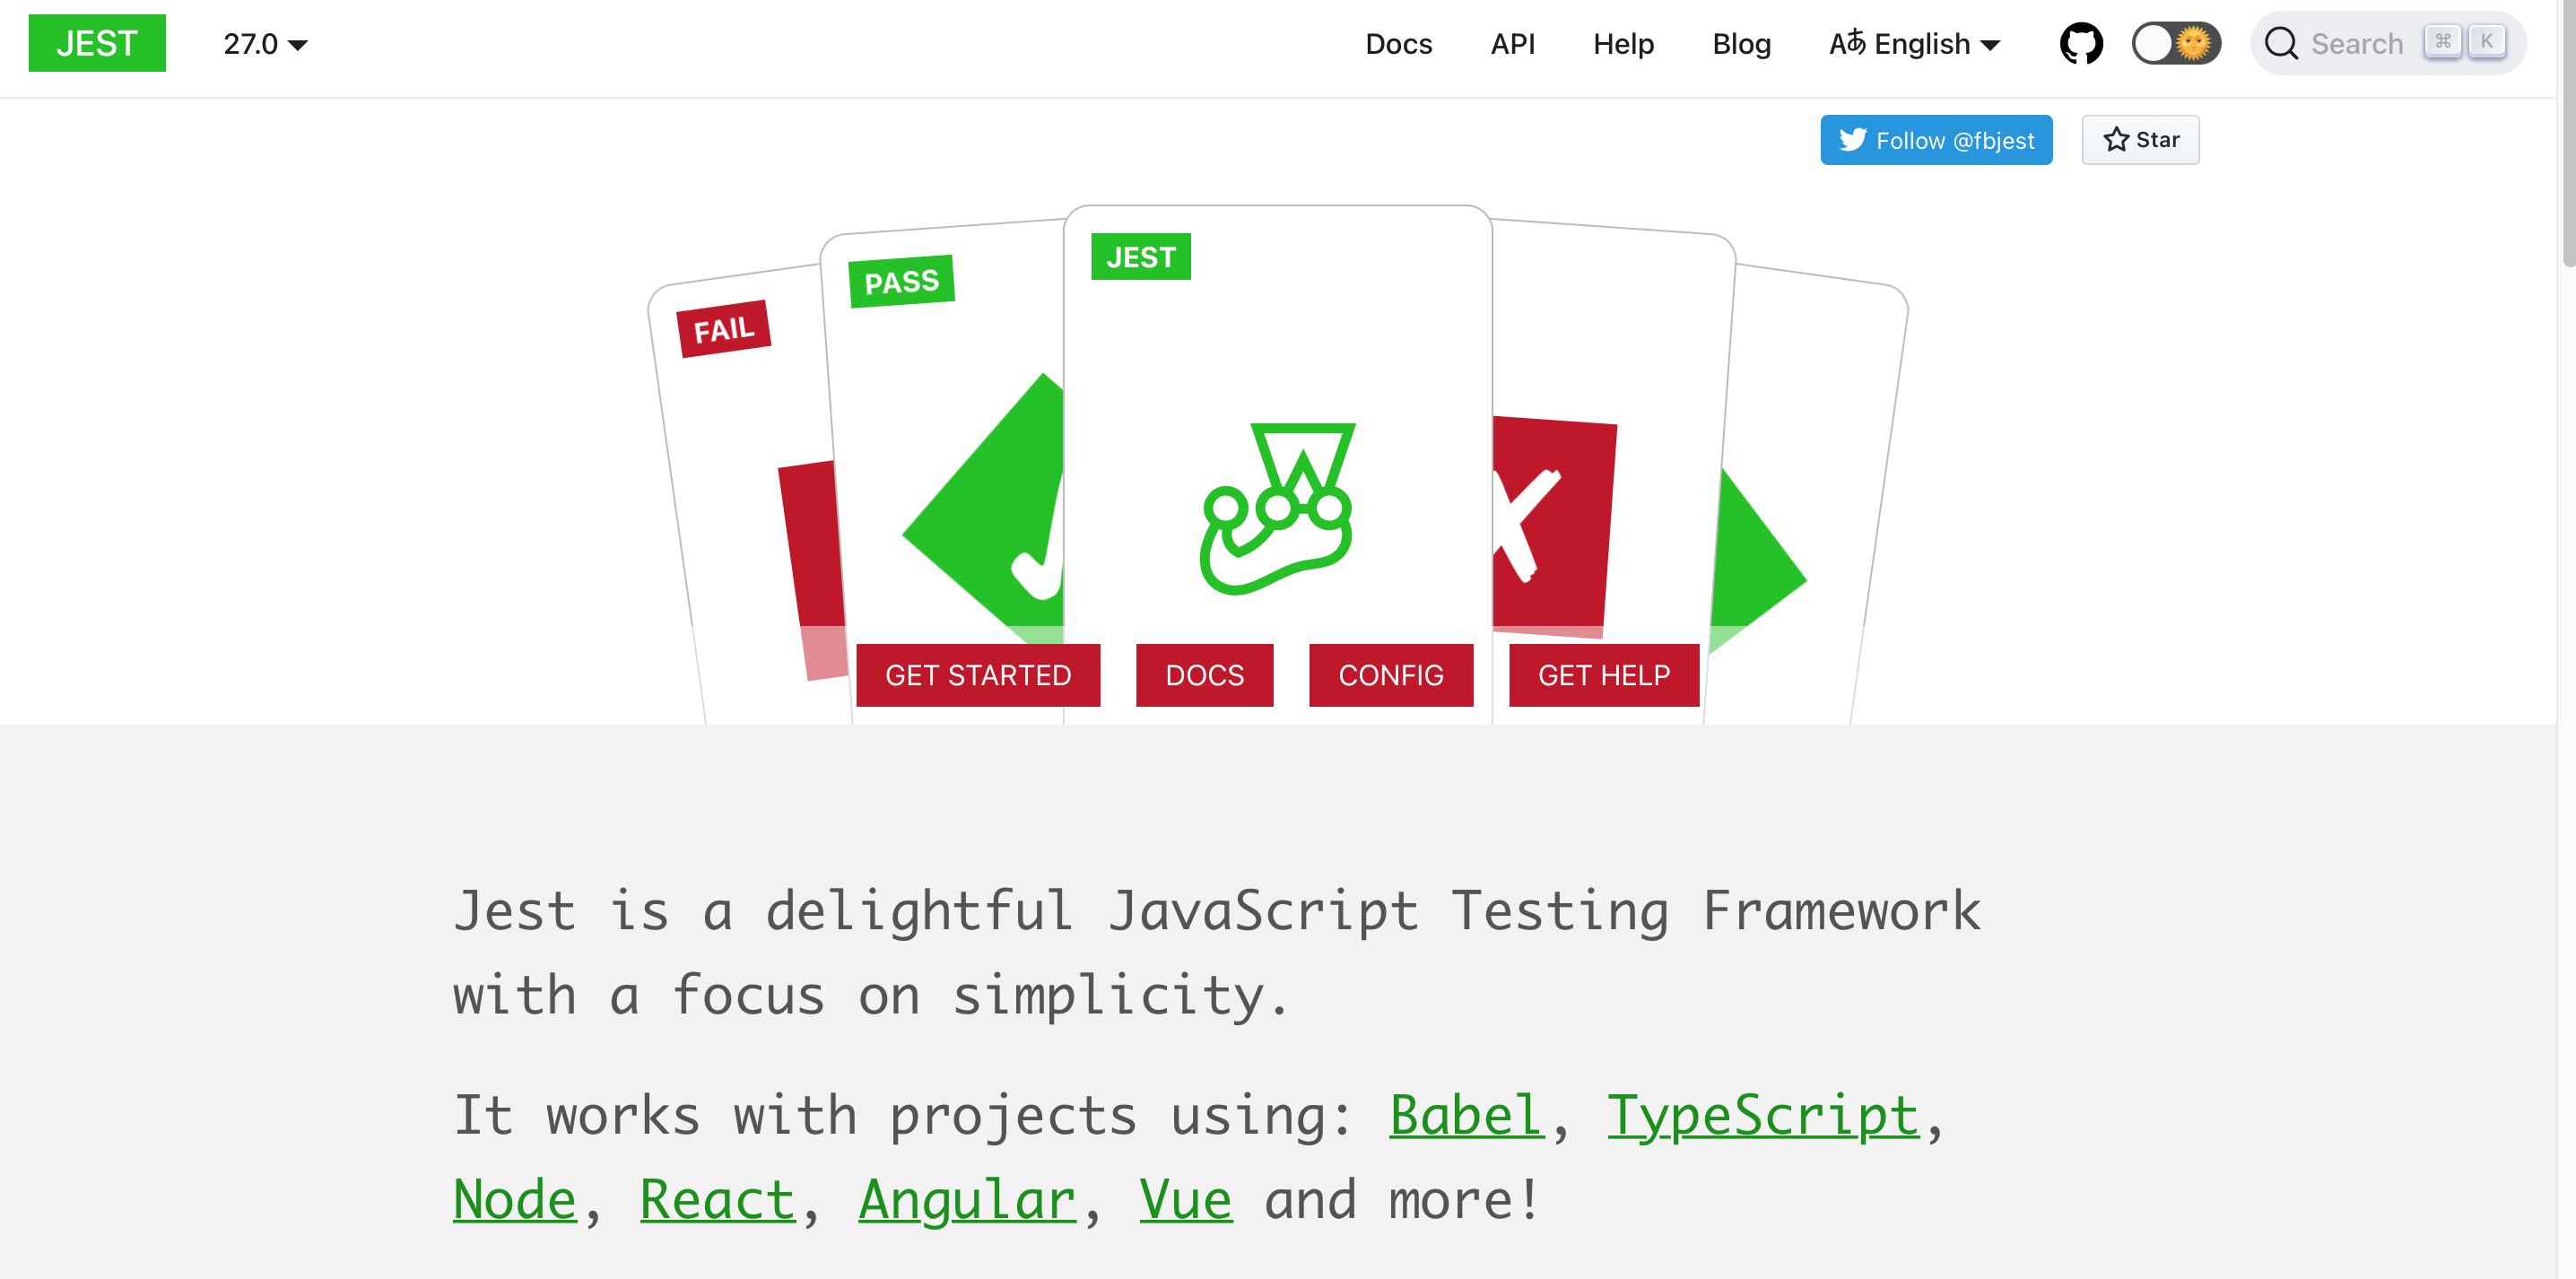 JEST
27.0
Docs
API
Help
Blog
Aあ English
Search ⌘ K
Follow @fbjest
Star
FAIL
PASS
JEST
GET STARTED
DOCS
CONFIG
GET HELP
Jest is a delightful JavaScript Testing Framework
with a focus on simplicity.
It works with projects using: Babel, TypeScript,
Node, React, Angular, Vue and more!